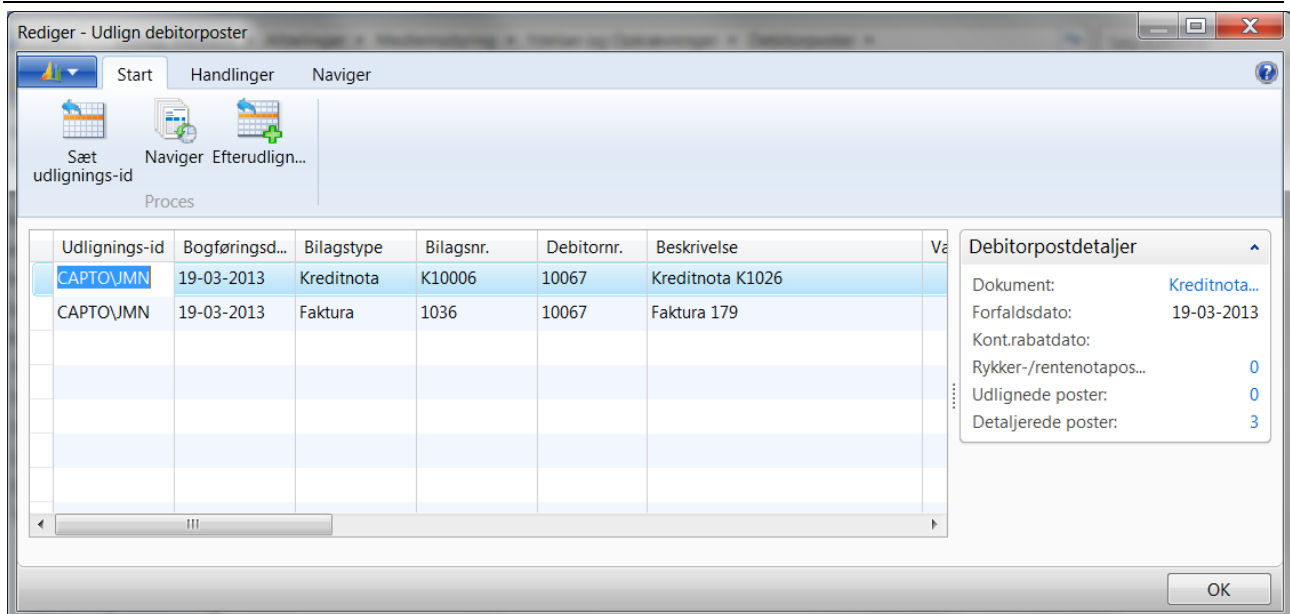 Rediger - Udlign debitorposter
Start Handlinger Naviger
Sæt udlignings-id
Naviger
Efterudlign...
Proces
Udlignings-id Bogføringsd... Bilagstype Bilagsnr. Debitornr. Beskrivelse Va
CAPTO\JMN 19-03-2013 Kreditnota K10006 10067 Kreditnota K1026
CAPTO\JMN 19-03-2013 Faktura 1036 10067 Faktura 179
Debitorpostdetaljer
Dokument: Kreditnota...
Forfaldsdato: 19-03-2013
Kont.rabatdato:
Rykker-/rentenotapos... 0
Udlignede poster: 0
Detaljerede poster: 3
OK